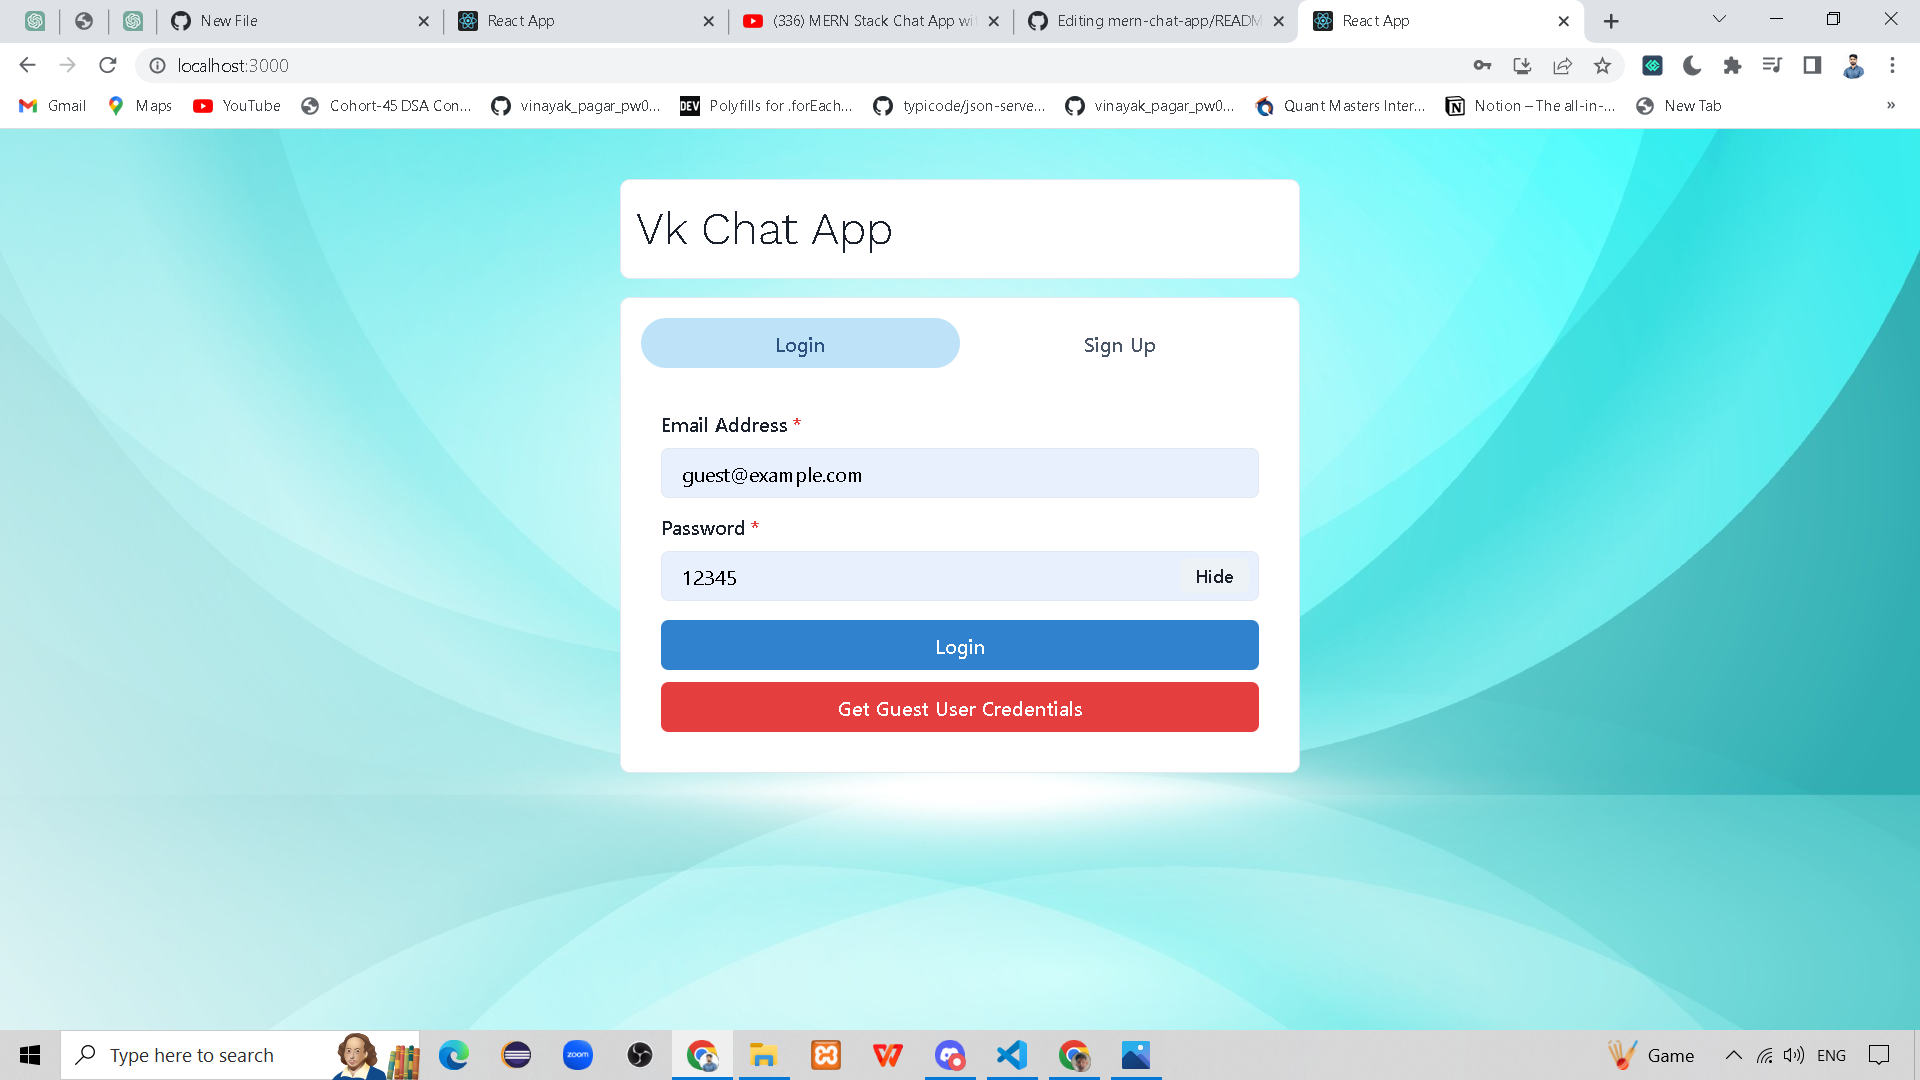 New File
React App
(336) MERN Stack Chat App wi
Editing mern-chat-app/READM
React App
localhost:3000
Gmail
Maps
YouTube
Cohort-45 DSA Con...
vinayak_pagar_pw0...
DEV
Polyfills for .forEach...
typicode/json-serve...
vinayak_pagar_pw0...
Quant Masters Inter...
Notion – The all-in-...
New Tab
»
Vk Chat App
Login
Sign Up
Email Address *
guest@example.com
Password *
12345
Hide
Login
Get Guest User Credentials
Type here to search
zoom
Game
ENG